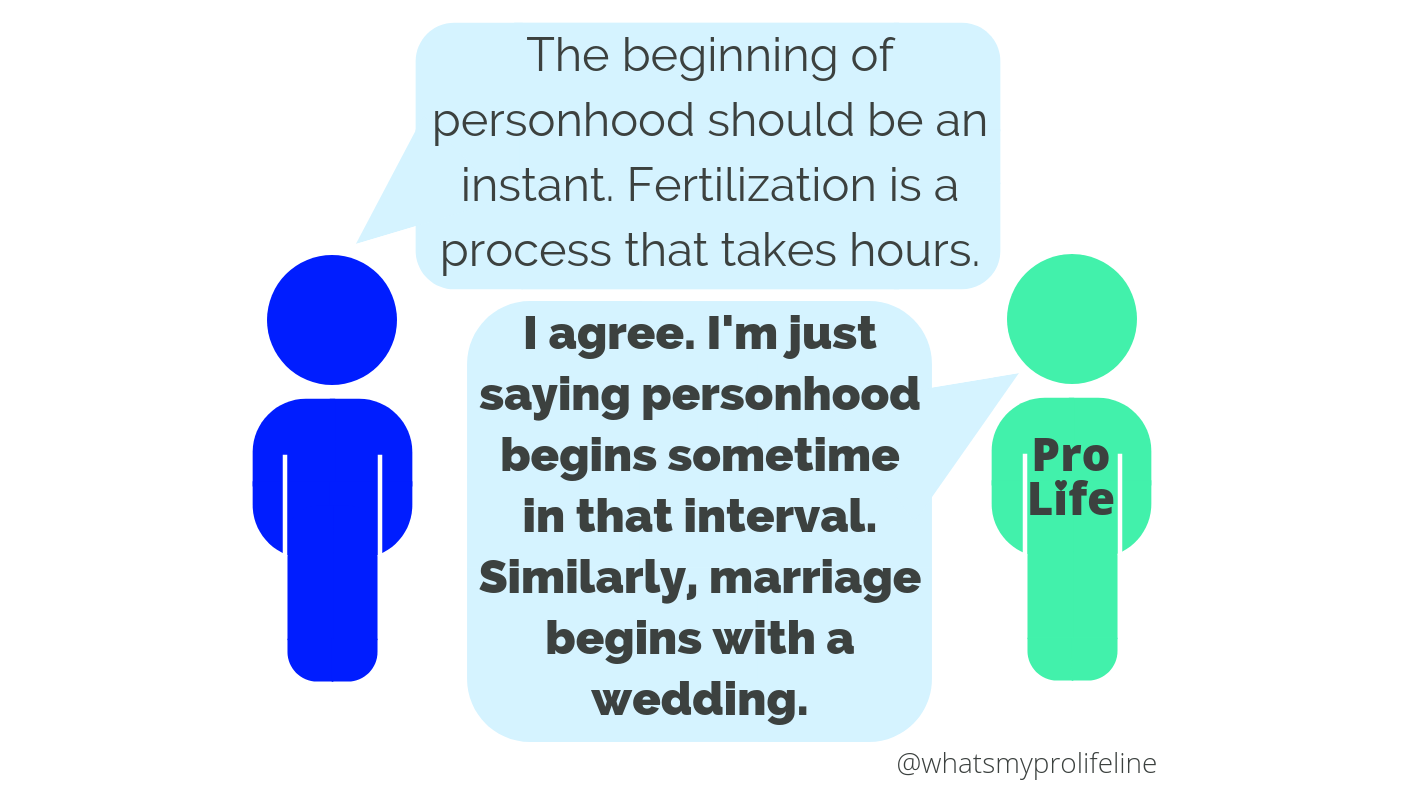 The beginning of
personhood should be an
instant. Fertilization is a
process that takes hours.
I agree. I'm just
saying personhood
begins sometime
in that interval.
Similarly, marriage
begins with a
wedding.
Pro
Life
@whatsmyprolifeline